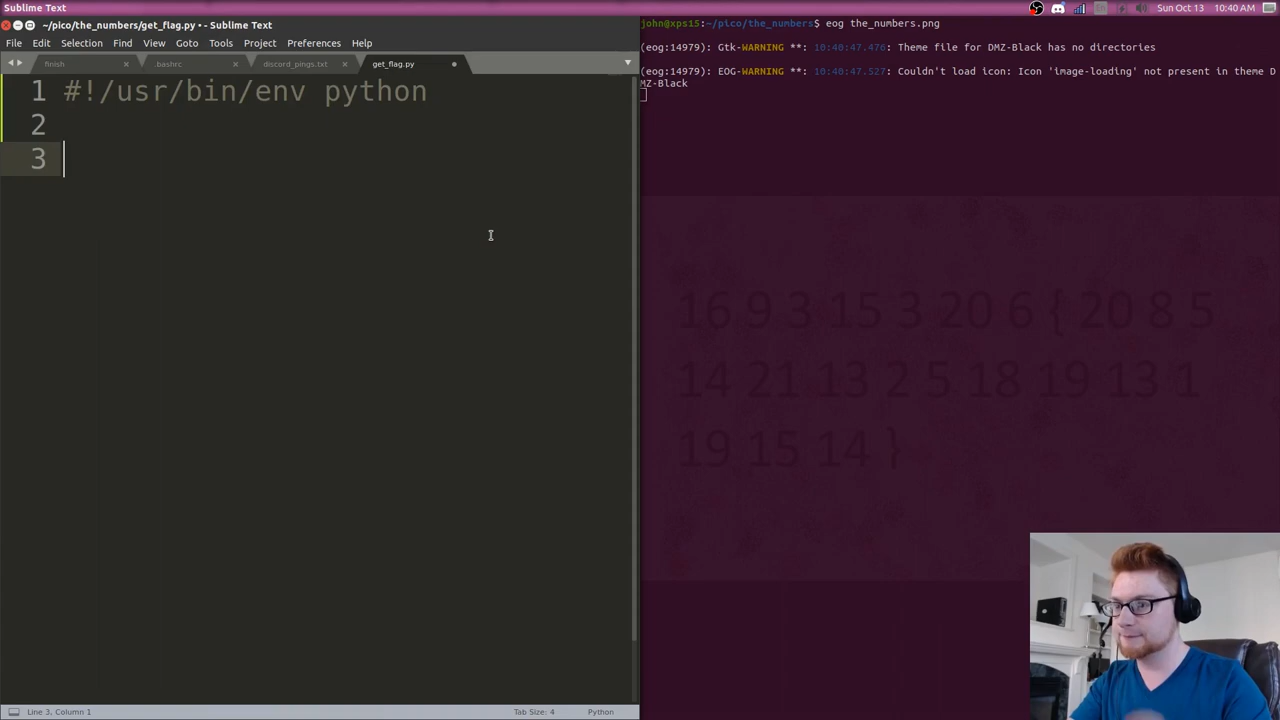 Sublime Text
Sun Oct 13 10:40 AM
~/pico/the_numbers/get_flag.py • - Sublime Text
File Edit Selection Find View Goto Tools Project Preferences Help
finish × .bashrc × discord_pings.txt × get_flag.py
1 #!/usr/bin/env python
2
3
Line 3, Column 1 Tab Size: 4 Python
john@xps15:~/pico/the_numbers$ eog the_numbers.png
(eog:14979): Gtk-WARNING **: 10:40:47.470: Theme file for DMZ-Black has no directories
(eog:14979): EOG-WARNING **: 10:40:47.527: Couldn't load icon: Icon 'image-loading' not present in theme D
MZ-Black
16 9 3 15 3 20 6 { 20 8 5
14 21 13 2 5 18 19 13 1
19 15 14 }